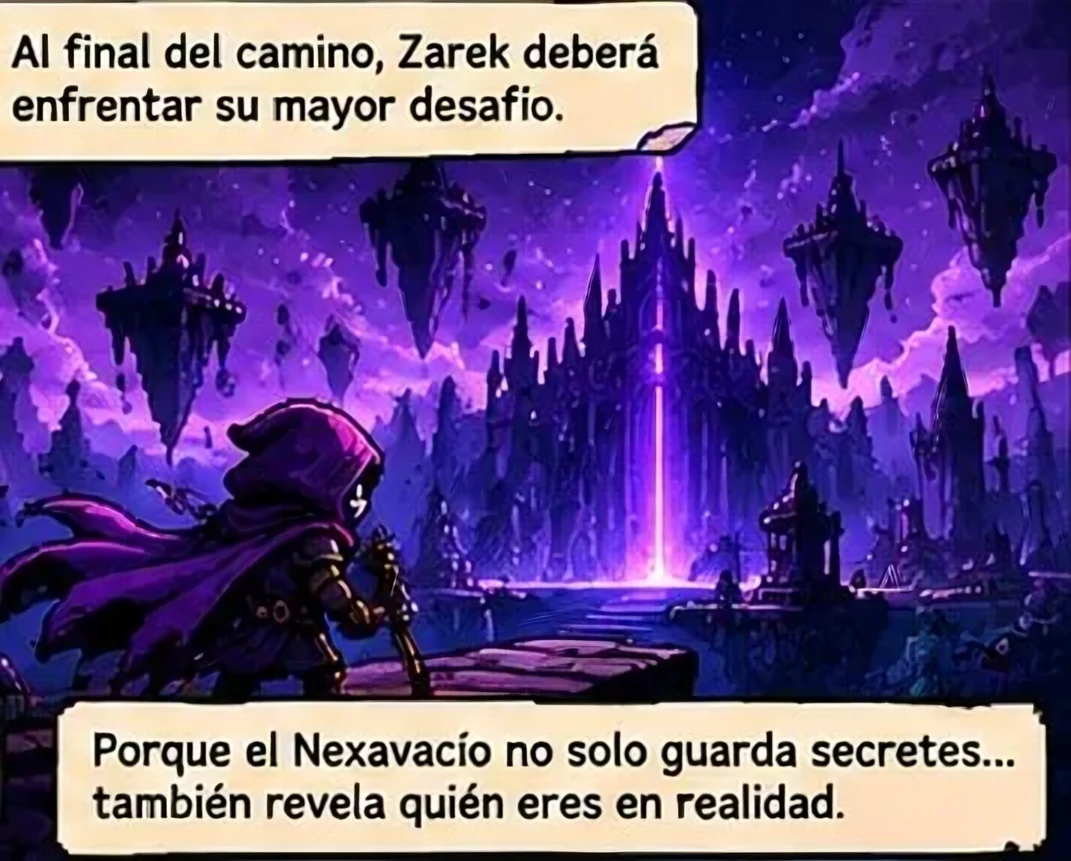 Al final del camino, Zarek deberá
enfrentar su mayor desafio.
Porque el Nexavacío no solo guarda secretes...
también revela quién eres en realidad.